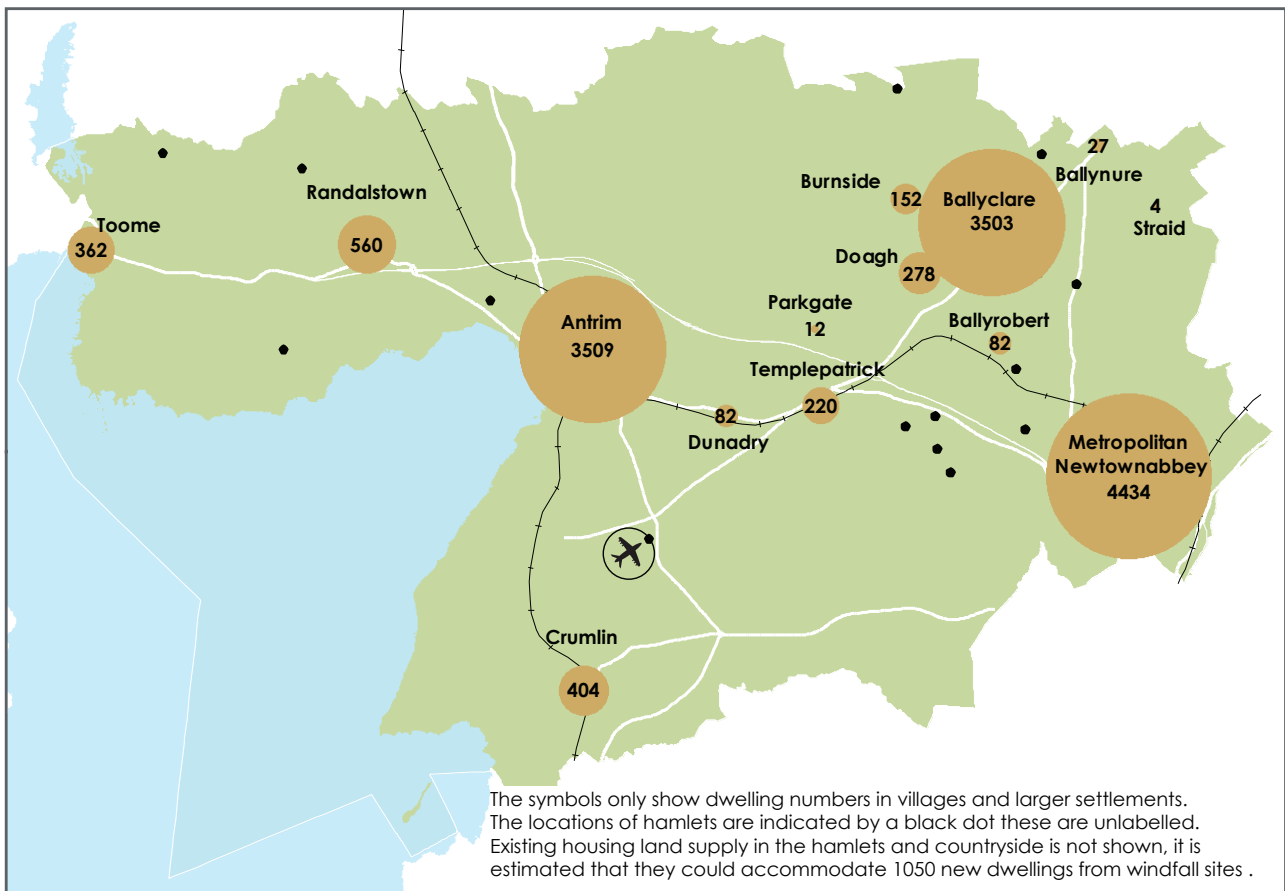 27
Ballynure
Burnside
152
Ballyclare
3503
4
Straid
Randalstown
560
Toome
362
Doagh
278
Parkgate
12
Ballyrobert
82
Antrim
3509
Templepatrick
220
82
Dunadry
Metropolitan
Newtownabbey
4434
Crumlin
404
The symbols only show dwelling numbers in villages and larger settlements.
The locations of hamlets are indicated by a black dot these are unlabelled.
Existing housing land supply in the hamlets and countryside is not shown, it is
estimated that they could accommodate 1050 new dwellings from windfall sites .